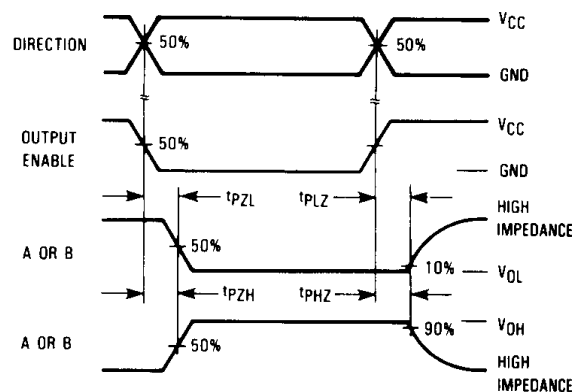 VCC
DIRECTION
50%
50%
GND
OUTPUT
ENABLE
50%
VCC
GND
tPZL
tPLZ
HIGH
IMPEDANCE
A OR B
50%
10%
VOL
tPZH
tPHZ
VOH
A OR B
50%
90%
HIGH
IMPEDANCE